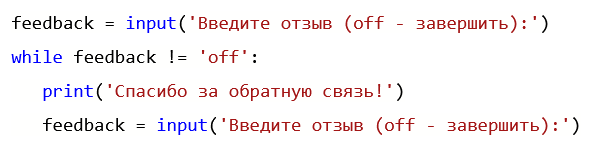 feedback = input('Введите отзыв (off - завершить):')
while feedback != 'off':
   print('Спасибо за обратную связь!')
   feedback = input('Введите отзыв (off - завершить):')